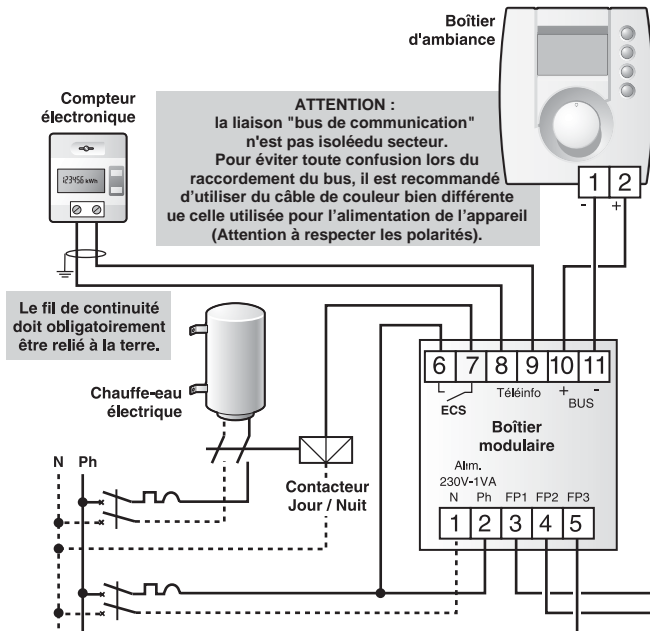 Boîtier
d'ambiance
Compteur
électronique
123456 kWh
ATTENTION :
la liaison "bus de communication"
n'est pas isoléedu secteur.
Pour éviter toute confusion lors du
raccordement du bus, il est recommandé
d'utiliser du câble de couleur bien différente
ue celle utilisée pour l'alimentation de l'appareil
(Attention à respecter les polarités).
1 2
- +
Le fil de continuité
doit obligatoirement
être relié à la terre.
Chauffe-eau
électrique
6 7 8 9 10 11
ECS
Téléinfo
+ -
BUS
Boîtier
modulaire
Contacteur
Jour / Nuit
N Ph
Alim.
230V-1VA
N Ph FP1 FP2 FP3
1 2 3 4 5